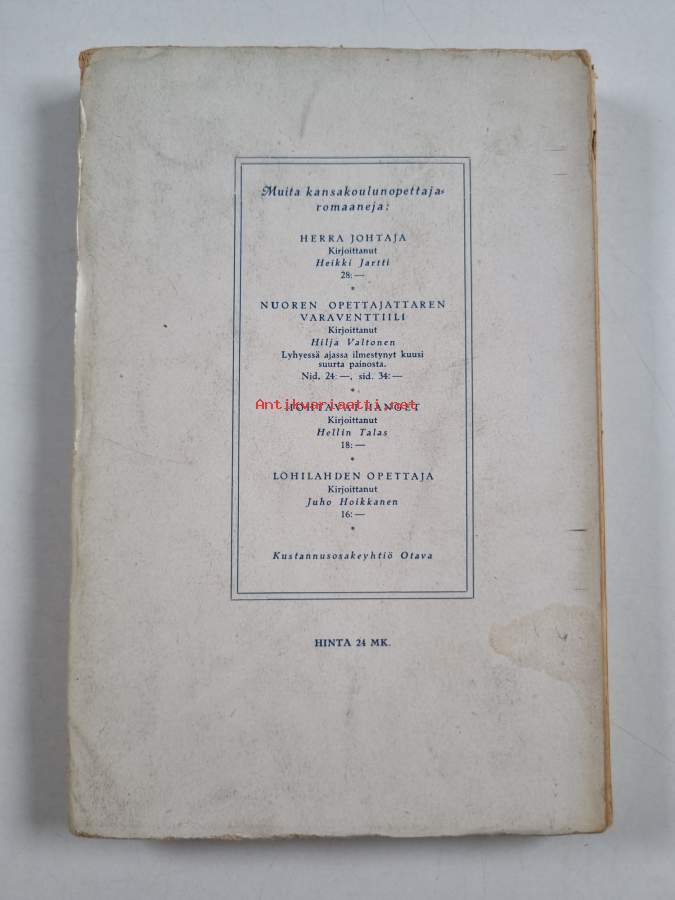 Muita kansakoulunopettaja-
romaaneja:
HERRA JOHTAJA
Kirjoittanut
Heikki Jartti
28:—
*
NUOREN OPETTAJATTAREN
VARAVENTTIILI
Kirjoittanut
Hilja Valtonen
Lyhyessä ajassa ilmestynyt kuusi
suurta painosta.
Nid. 24:—, sid. 34:—
*
Antikvariaatti.net
Kirjoittanut
Hellin Talas
18:—
*
LOHILAHDEN OPETTAJA
Kirjoittanut
Juho Hoikkanen
16:—
*
Kustannusosakeyhtiö Otava
HINTA 24 MK.